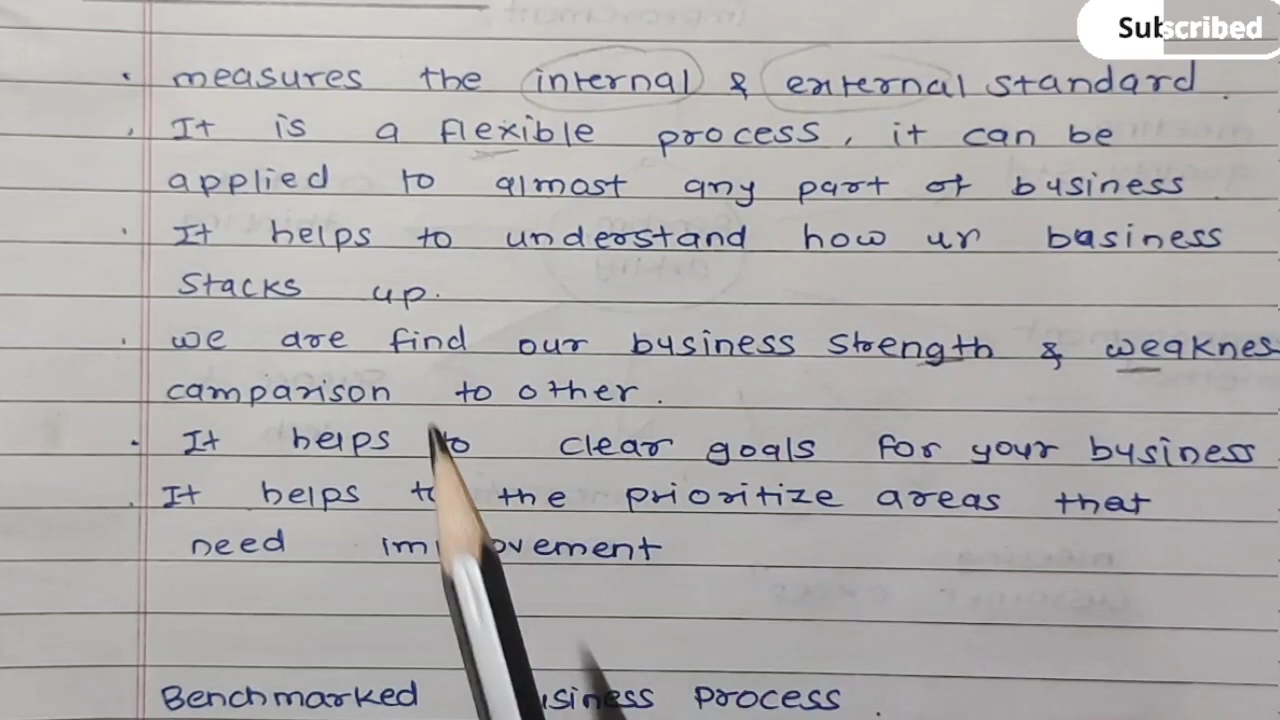 Subscribed
• measures the internal & external standard.
• It is a flexible process, it can be
applied to almost any part of business.
• It helps to understand how ur business
stacks up.
• we are find our business strength & weaknes
camparison to other.
• It helps to clear goals for your business
• It helps to the prioritize areas that
need improvement
Benchmarked business process.